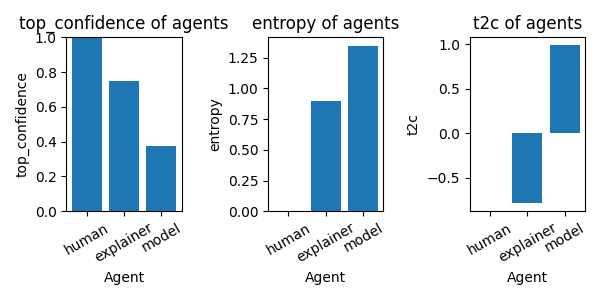 top_confidence of agents
1.0
0.8
0.6
0.4
0.2
0.0
top_confidence
human
explainer
model
Agent
entropy of agents
1.25
1.00
0.75
0.50
0.25
0.00
entropy
human
explainer
model
Agent
t2c of agents
1.0
0.5
0.0
−0.5
t2c
human
explainer
model
Agent